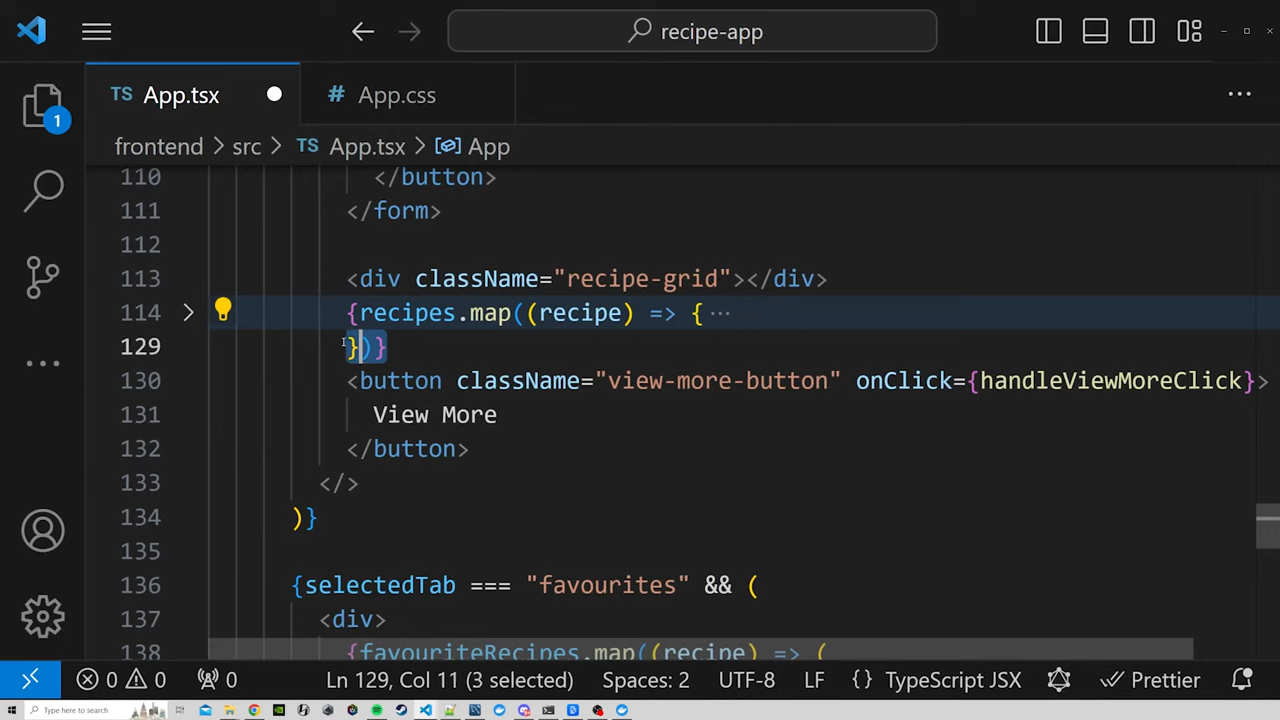 recipe-app
TS App.tsx
# App.css
1
frontend > src > TS App.tsx > App
110 </button>
111 </form>
112
113 <div className="recipe-grid"></div>
114 {recipes.map((recipe) => { ···
129 })}
130 <button className="view-more-button" onClick={handleViewMoreClick}>
131 View More
132 </button>
133 </>
134 )}
135
136 {selectedTab === "favourites" && (
137 <div>
138 {favouriteRecipes.map((recipe) => (
0 0 0 Ln 129, Col 11 (3 selected) Spaces: 2 UTF-8 LF {} TypeScript JSX Prettier
Type here to search